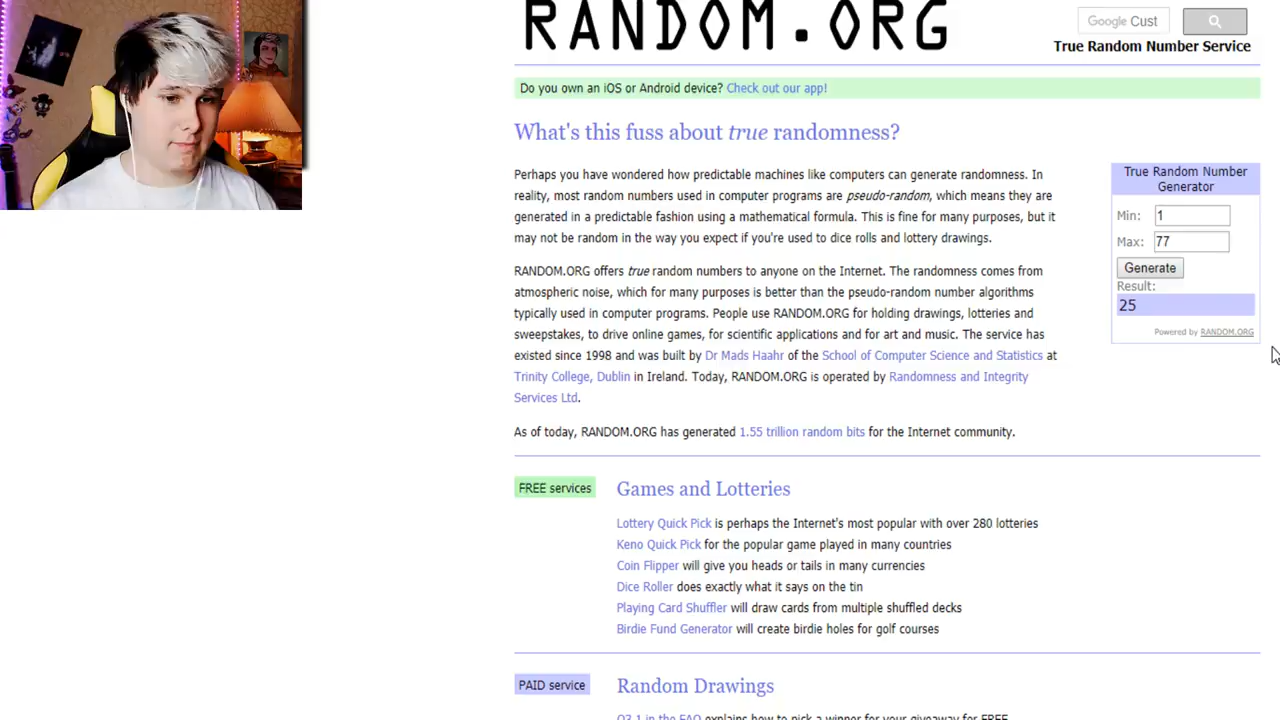 RANDOM.ORG
Google Cust
True Random Number Service
Do you own an iOS or Android device? Check out our app!
What's this fuss about true randomness?
Perhaps you have wondered how predictable machines like computers can generate randomness. In
reality, most random numbers used in computer programs are pseudo-random, which means they are
generated in a predictable fashion using a mathematical formula. This is fine for many purposes, but it
may not be random in the way you expect if you're used to dice rolls and lottery drawings.
RANDOM.ORG offers true random numbers to anyone on the Internet. The randomness comes from
atmospheric noise, which for many purposes is better than the pseudo-random number algorithms
typically used in computer programs. People use RANDOM.ORG for holding drawings, lotteries and
sweepstakes, to drive online games, for scientific applications and for art and music. The service has
existed since 1998 and was built by Dr Mads Haahr of the School of Computer Science and Statistics at
Trinity College, Dublin in Ireland. Today, RANDOM.ORG is operated by Randomness and Integrity
Services Ltd.
As of today, RANDOM.ORG has generated 1.55 trillion random bits for the Internet community.
True Random Number
Generator
Min: 1
Max: 77
Generate
Result:
25
Powered by RANDOM.ORG
FREE services
Games and Lotteries
Lottery Quick Pick is perhaps the Internet's most popular with over 280 lotteries
Keno Quick Pick for the popular game played in many countries
Coin Flipper will give you heads or tails in many currencies
Dice Roller does exactly what it says on the tin
Playing Card Shuffler will draw cards from multiple shuffled decks
Birdie Fund Generator will create birdie holes for golf courses
PAID service
Random Drawings
Q3.1 in the FAQ explains how to pick a winner for your giveaway for FREE